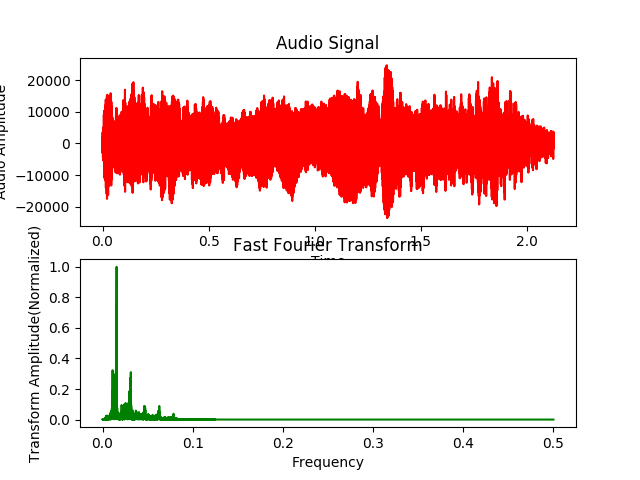 Audio Signal
Audio Amplitude
20000
10000
0
−10000
−20000
0.0 0.5 1.0 1.5 2.0
Time
Fast Fourier Transform
Transform Amplitude(Normalized)
1.0
0.8
0.6
0.4
0.2
0.0
0.0 0.1 0.2 0.3 0.4 0.5
Frequency